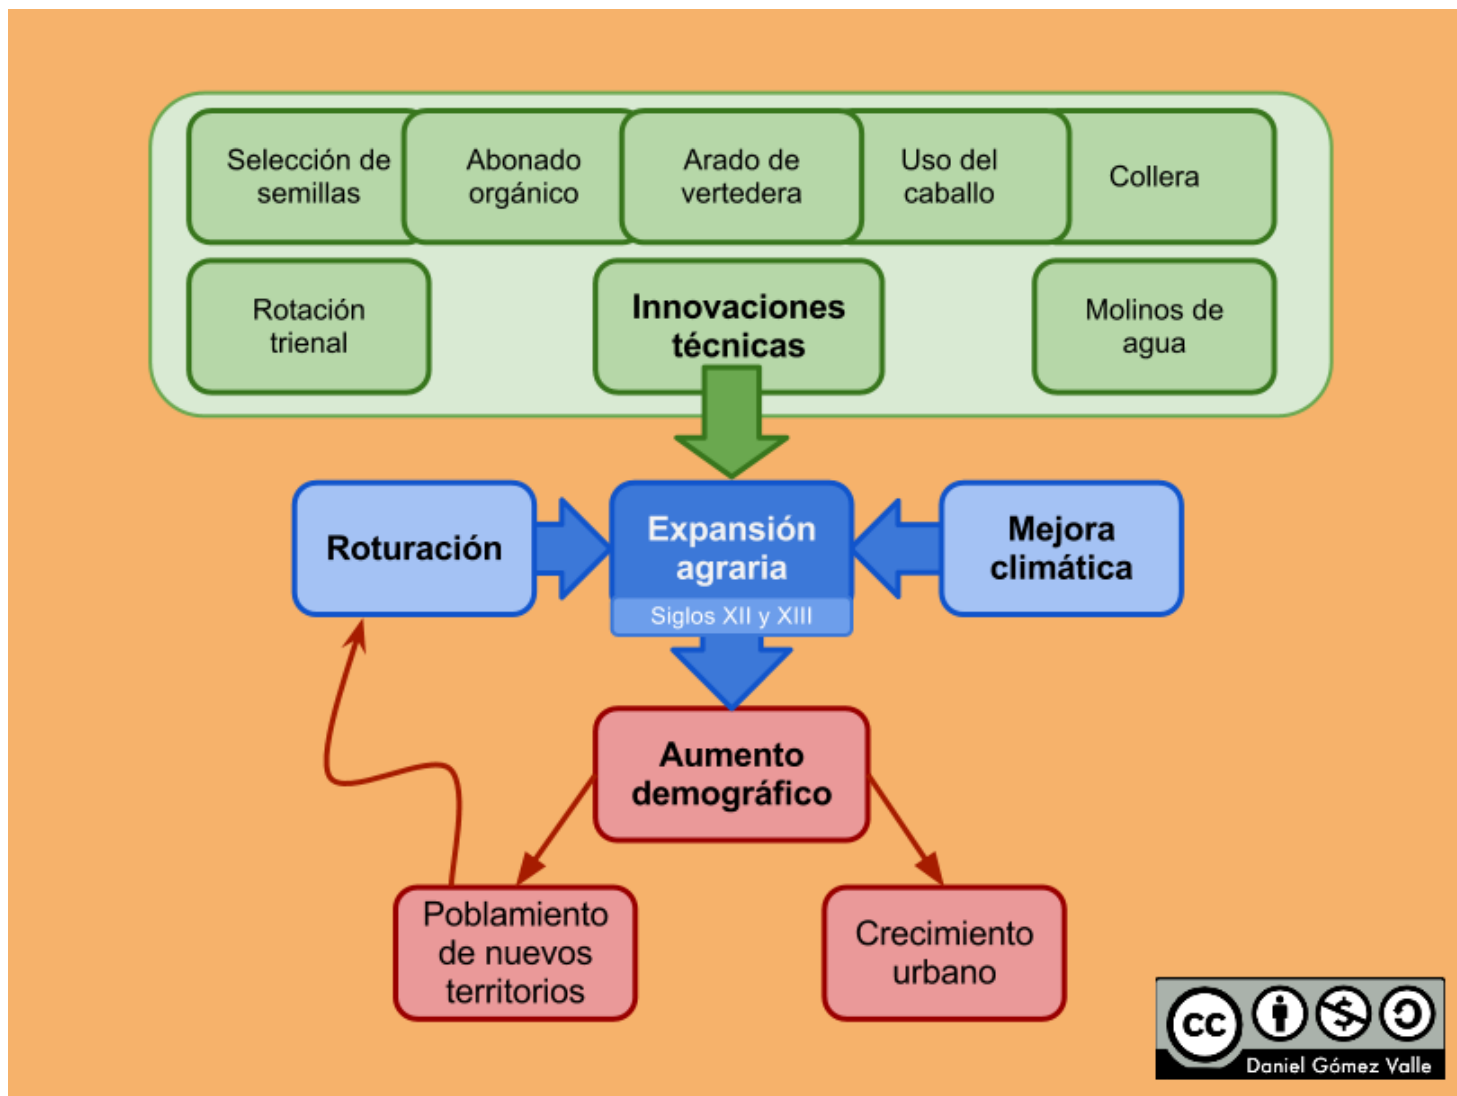 Selección de
semillas
Abonado
orgánico
Arado de
vertedera
Uso del
caballo
Collera
Rotación
trienal
Innovaciones
técnicas
Molinos de
agua
Roturación
Expansión
agraria
Siglos XII y XIII
Mejora
climática
Aumento
demográfico
Poblamiento
de nuevos
territorios
Crecimiento
urbano
cc
Daniel Gómez Valle